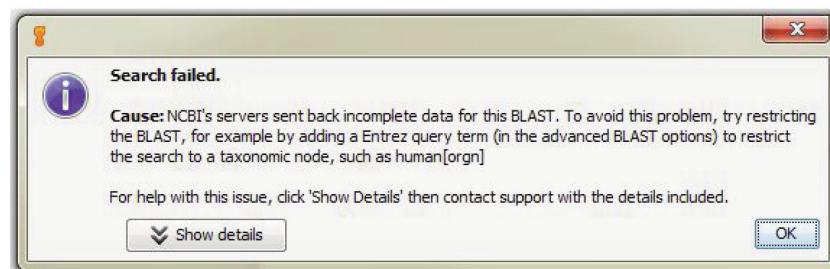 Search failed.
Cause: NCBI's servers sent back incomplete data for this BLAST. To avoid this problem, try restricting
the BLAST, for example by adding a Entrez query term (in the advanced BLAST options) to restrict
the search to a taxonomic node, such as human[orgn]
For help with this issue, click 'Show Details' then contact support with the details included.
Show details
OK